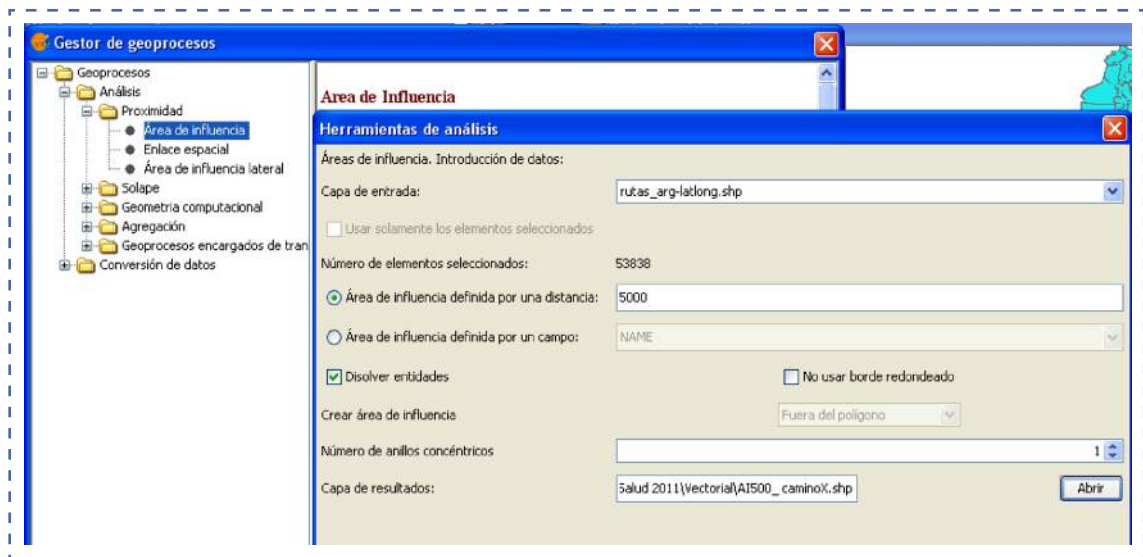 Gestor de geoprocesos
Geoprocesos
Análisis
Proximidad
Área de influencia
Enlace espacial
Área de influencia lateral
Solape
Geometria computacional
Agregación
Geoprocesos encargados de tran
Conversión de datos
Area de Influencia
Herramientas de análisis
Áreas de influencia. Introducción de datos:
Capa de entrada: rutas_arg-latlong.shp
Usar solamente los elementos seleccionados
Número de elementos seleccionados: 53838
Área de influencia definida por una distancia: 5000
Área de influencia definida por un campo: NAME
Disolver entidades No usar borde redondeado
Crear área de influencia Fuera del polígono
Número de anillos concéntricos 1
Capa de resultados: Salud 2011\Vectorial\AI500_ caminoX.shp Abrir